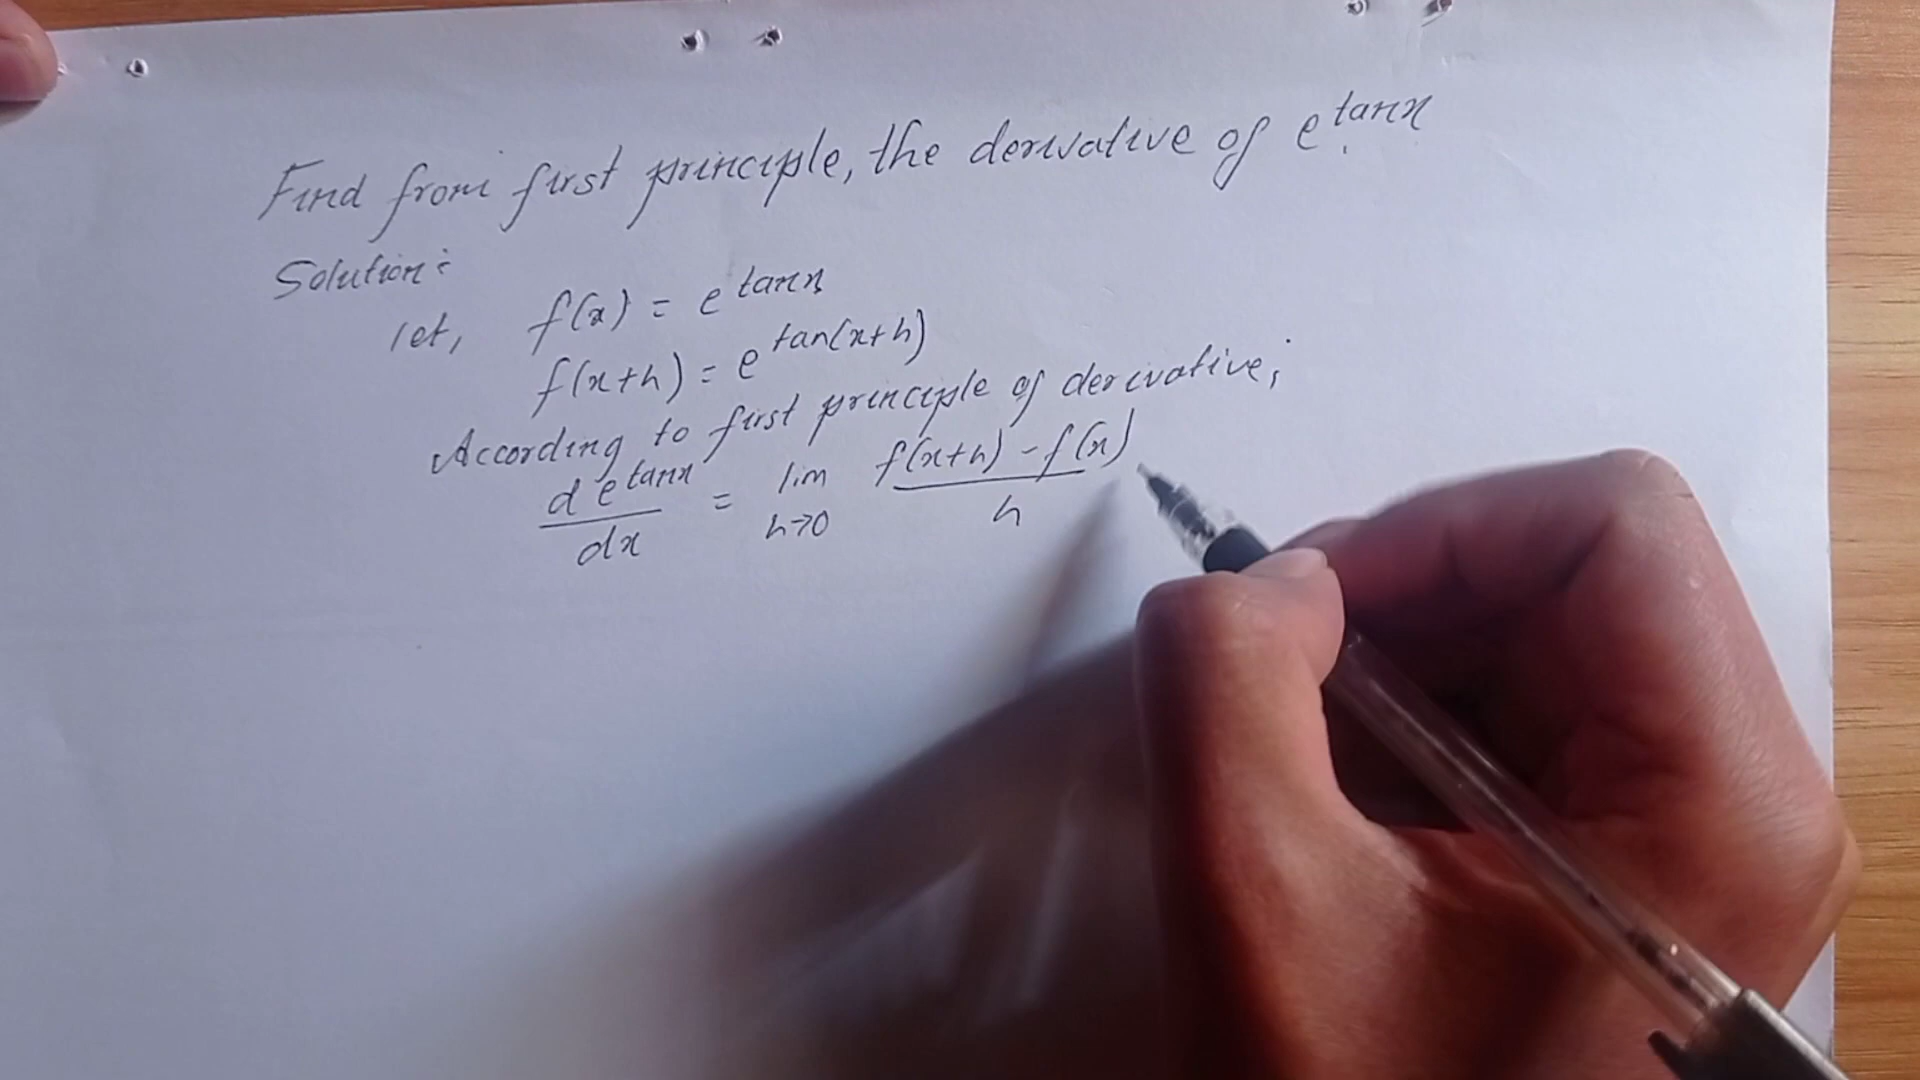 Find from first principle, the derivative of e^tanx.
Solution:
let, f(x) = e^tanx
f(x+h) = e^tan(x+h)
According to first principle of derivative;
d e^tanx / dx = lim h→0 f(x+h) - f(x) / h